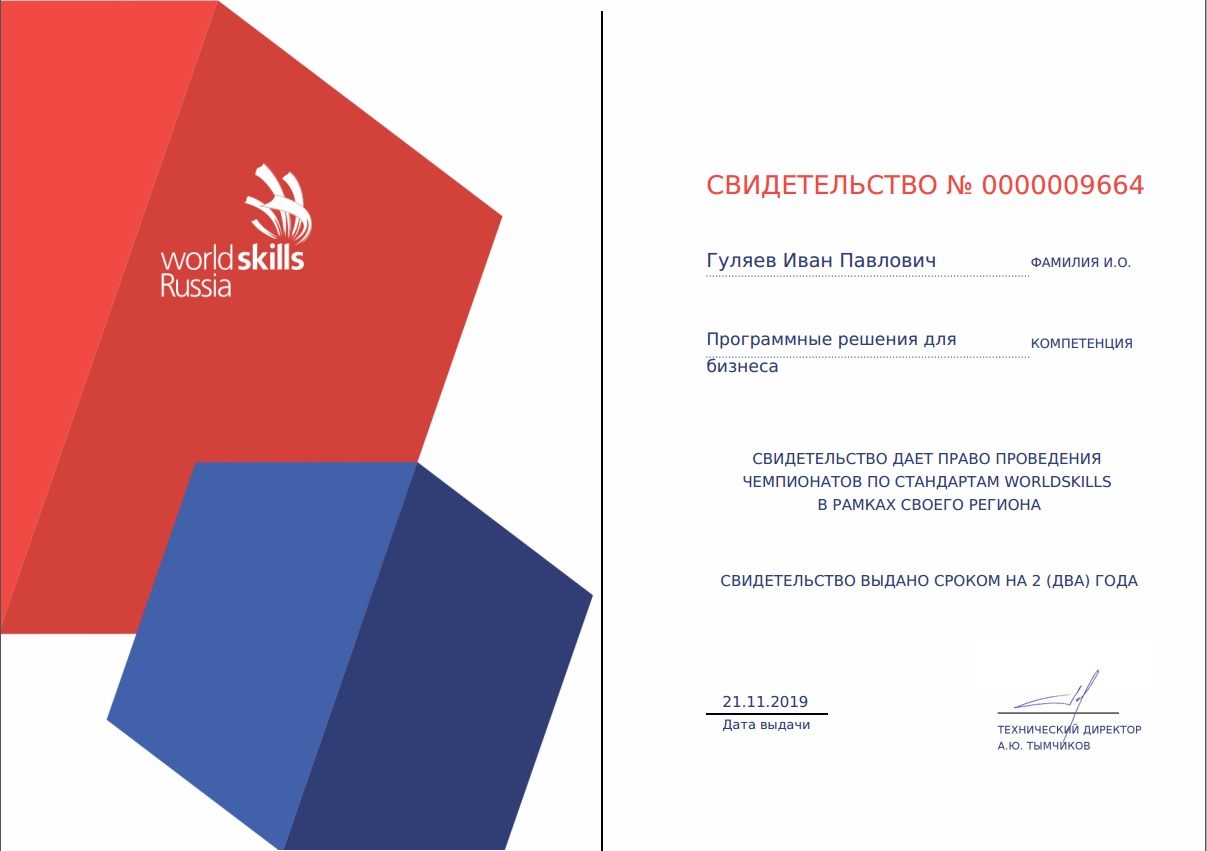 world skills
Russia
СВИДЕТЕЛЬСТВО № 0000009664
Гуляев Иван Павлович ФАМИЛИЯ И.О.
Программные решения для КОМПЕТЕНЦИЯ
бизнеса
СВИДЕТЕЛЬСТВО ДАЕТ ПРАВО ПРОВЕДЕНИЯ
ЧЕМПИОНАТОВ ПО СТАНДАРТАМ WORLDSKILLS
В РАМКАХ СВОЕГО РЕГИОНА
СВИДЕТЕЛЬСТВО ВЫДАНО СРОКОМ НА 2 (ДВА) ГОДА
21.11.2019
Дата выдачи
ТЕХНИЧЕСКИЙ ДИРЕКТОР
А.Ю. ТЫМЧИКОВ